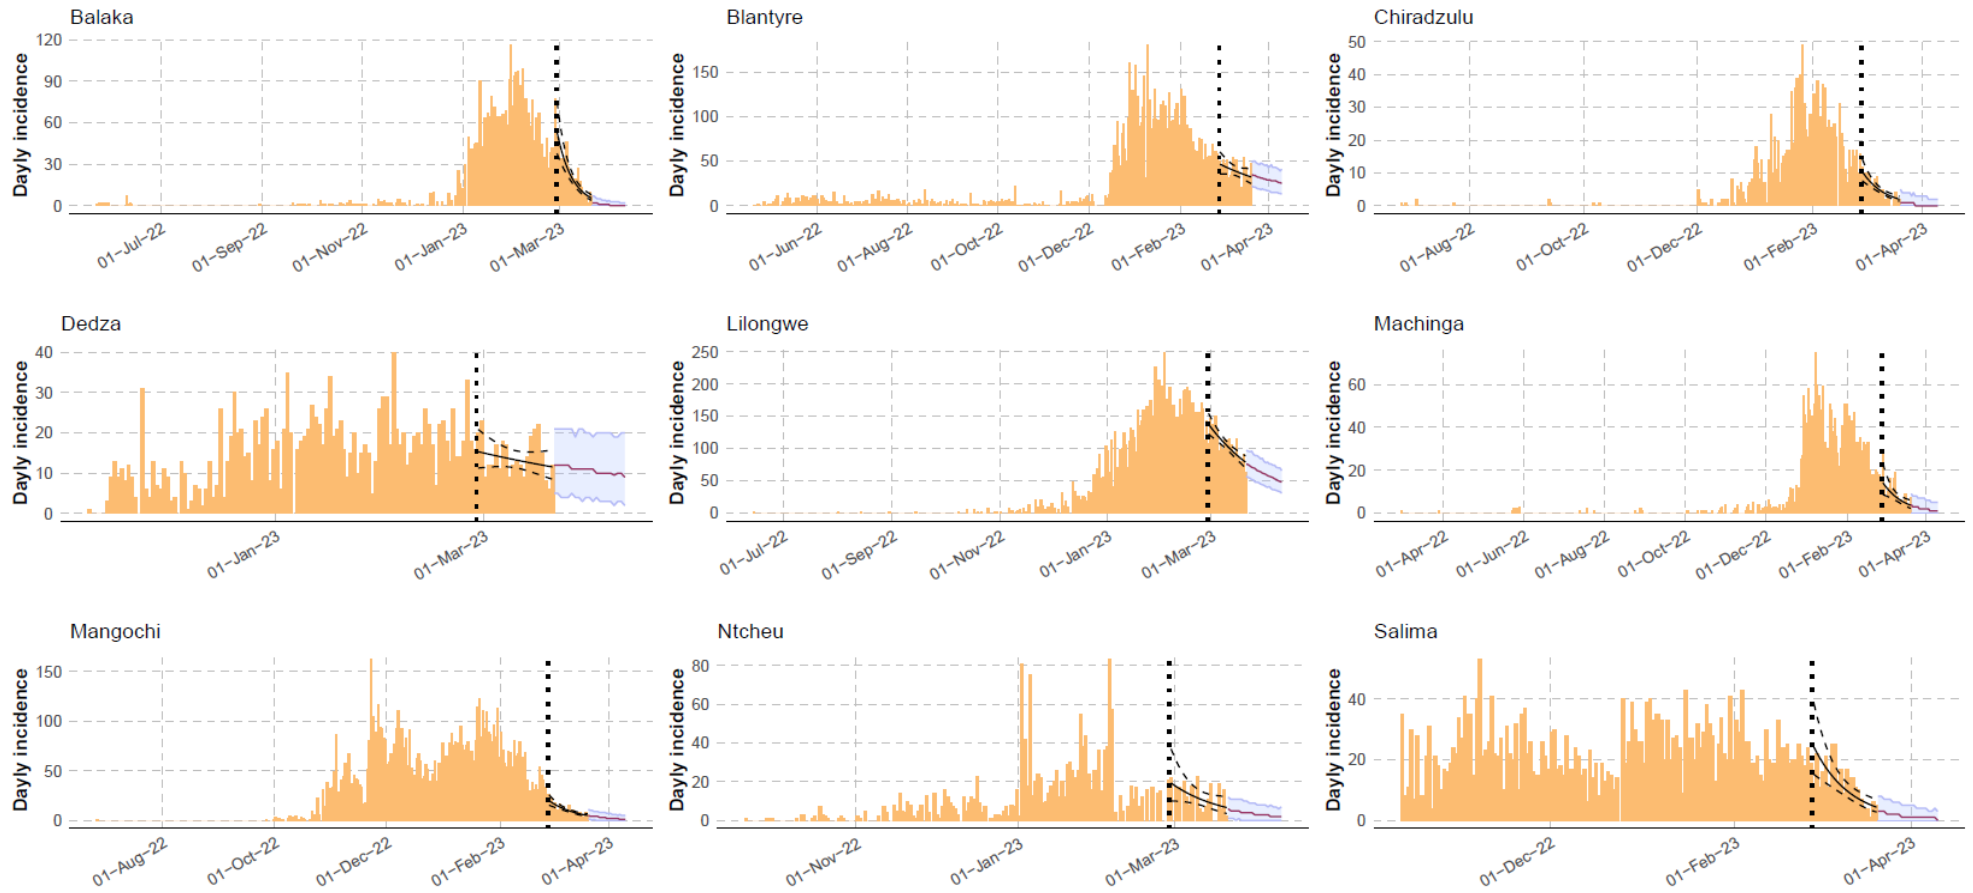 Balaka
Blantyre
Chiradzulu
Dayly incidence
120
90
60
30
0
01−Jul−22
01−Sep−22
01−Nov−22
01−Jan−23
01−Mar−23
Dayly incidence
150
100
50
0
01−Jun−22
01−Aug−22
01−Oct−22
01−Dec−22
01−Feb−23
01−Apr−23
Dayly incidence
50
40
30
20
10
0
01−Aug−22
01−Oct−22
01−Dec−22
01−Feb−23
01−Apr−23
Dedza
Lilongwe
Machinga
Dayly incidence
40
30
20
10
0
01−Jan−23
01−Mar−23
Dayly incidence
250
200
150
100
50
0
01−Jul−22
01−Sep−22
01−Nov−22
01−Jan−23
01−Mar−23
Dayly incidence
60
40
20
0
01−Apr−22
01−Jun−22
01−Aug−22
01−Oct−22
01−Dec−22
01−Feb−23
01−Apr−23
Mangochi
Ntcheu
Salima
Dayly incidence
150
100
50
0
01−Aug−22
01−Oct−22
01−Dec−22
01−Feb−23
01−Apr−23
Dayly incidence
80
60
40
20
0
01−Nov−22
01−Jan−23
01−Mar−23
Dayly incidence
40
20
0
01−Dec−22
01−Feb−23
01−Apr−23